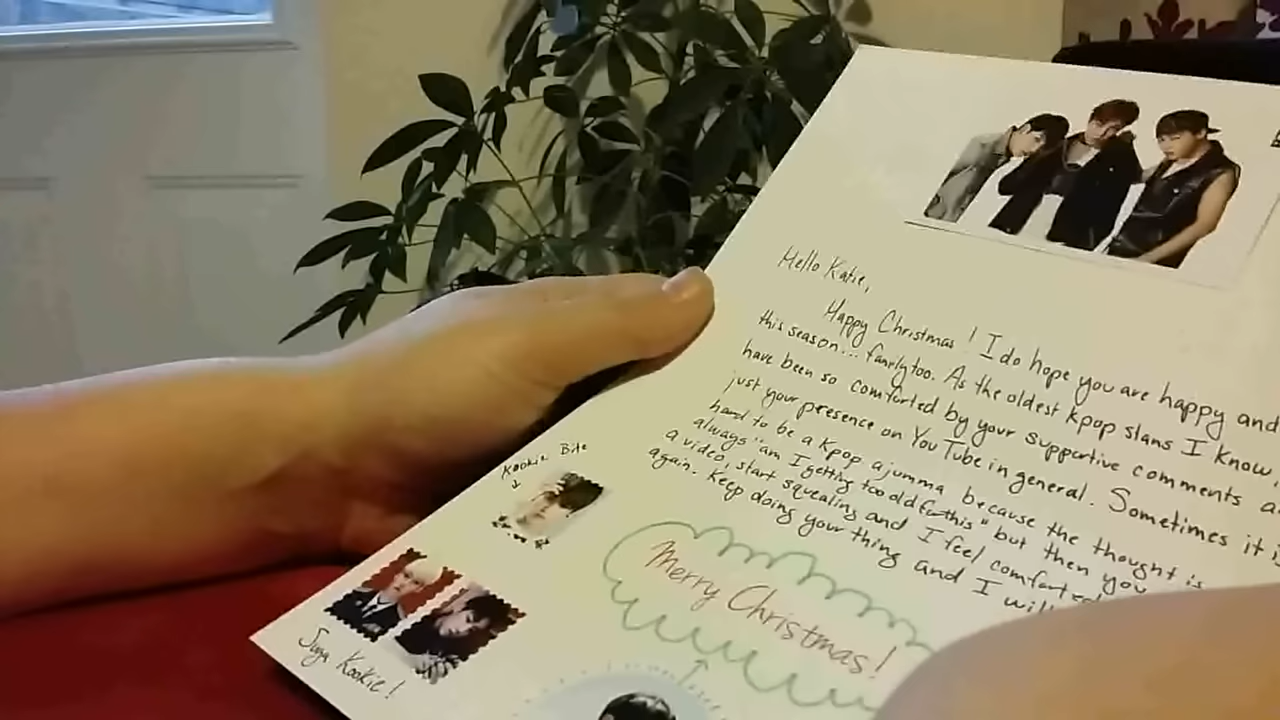 Hello Katie,
Happy Christmas! I do hope you are happy and
this season... family too. As the oldest Kpop stans I know,
have been so comforted by your supportive comments
just your presence on YouTube in general. Sometimes it is
hard to be a Kpop ajumma because the thought is
always "am I getting too old for this" but then you
a video, start squealing and I feel comforted
again. Keep doing your thing and I will
Kookie Bite
Merry Christmas!
Suga Kookie!